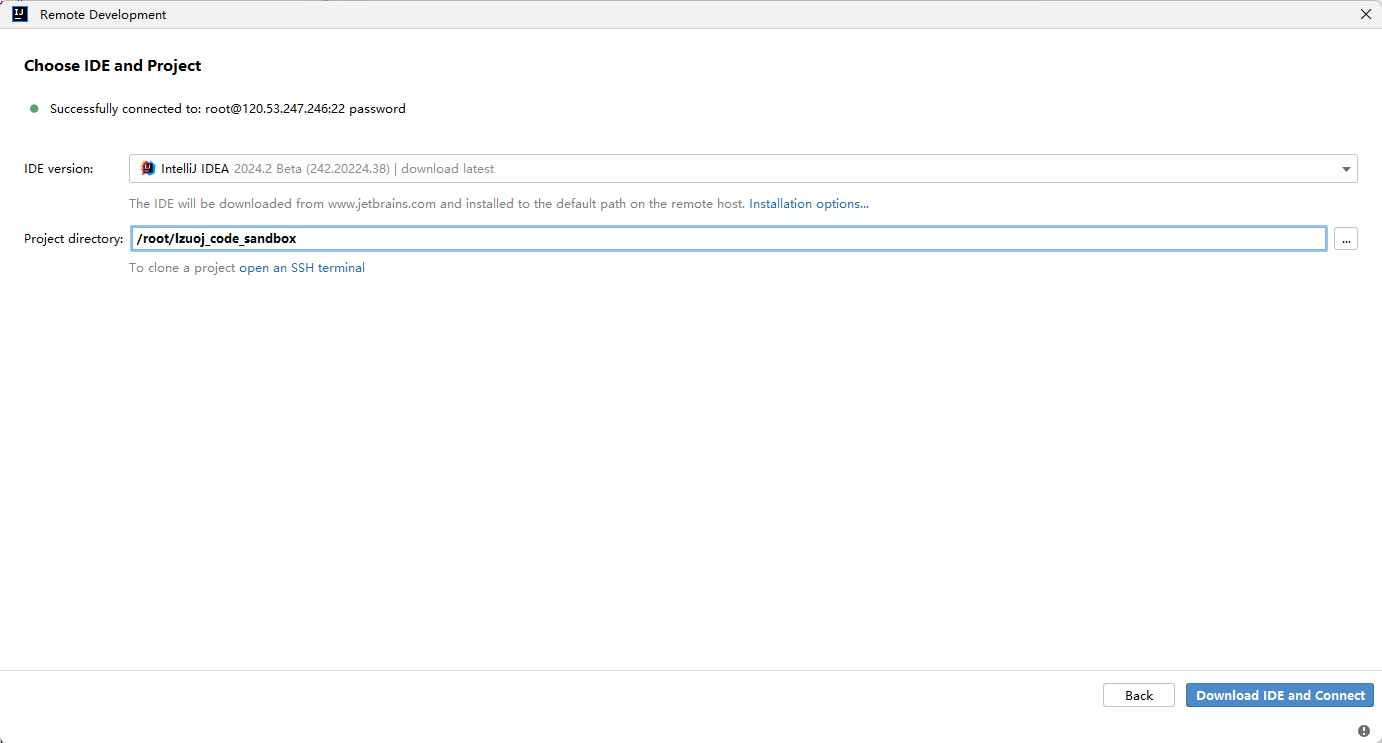 Remote Development
Choose IDE and Project
Successfully connected to: root@120.53.247.246:22 password
IDE version: IntelliJ IDEA 2024.2 Beta (242.20224.38) | download latest
The IDE will be downloaded from www.jetbrains.com and installed to the default path on the remote host. Installation options...
Project directory: /root/lzuoj_code_sandbox ...
To clone a project open an SSH terminal
Back Download IDE and Connect